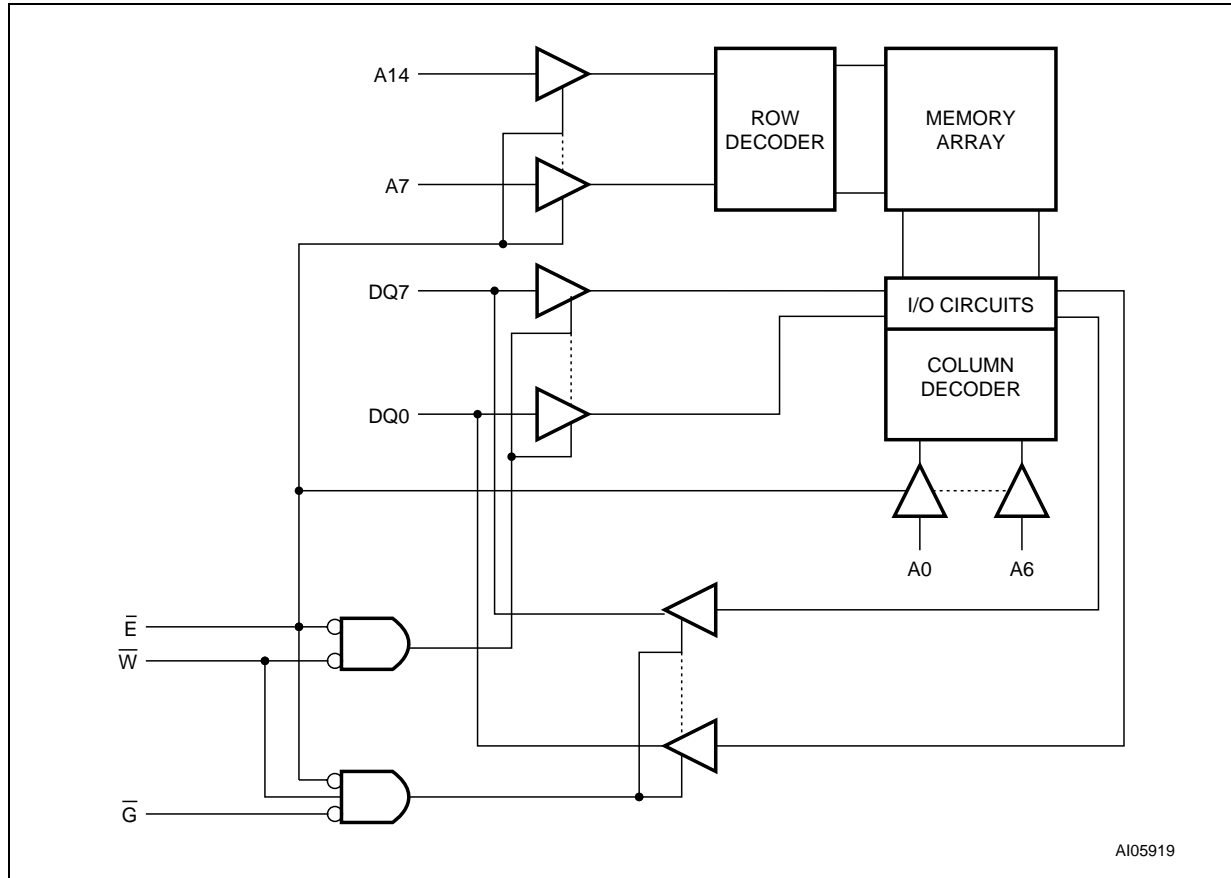 A14
ROW
DECODER
MEMORY
ARRAY
A7
DQ7
I/O CIRCUITS
COLUMN
DECODER
DQ0
A0
A6
E̅
W̅
G̅
AI05919